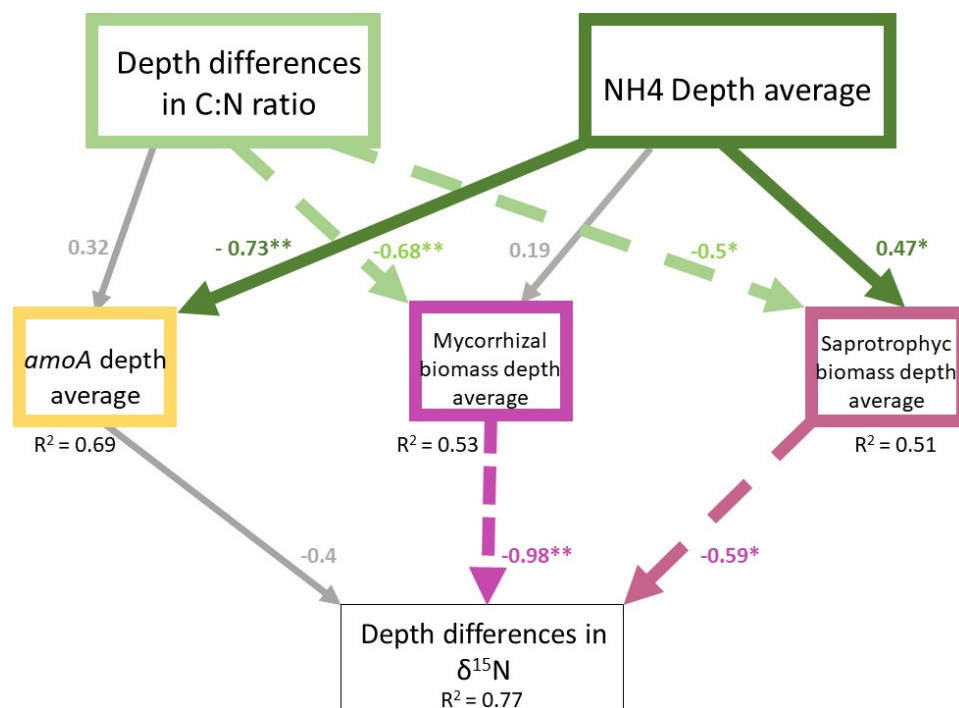 Depth differences
in C:N ratio
NH4 Depth average
0.32
- 0.73**
-0.68**
0.19
-0.5*
0.47*
amoA depth
average
R² = 0.69
Mycorrhizal
biomass depth
average
R² = 0.53
Saprotrophyc
biomass depth
average
R² = 0.51
-0.4
-0.98**
-0.59*
Depth differences in
δ¹⁵N
R² = 0.77